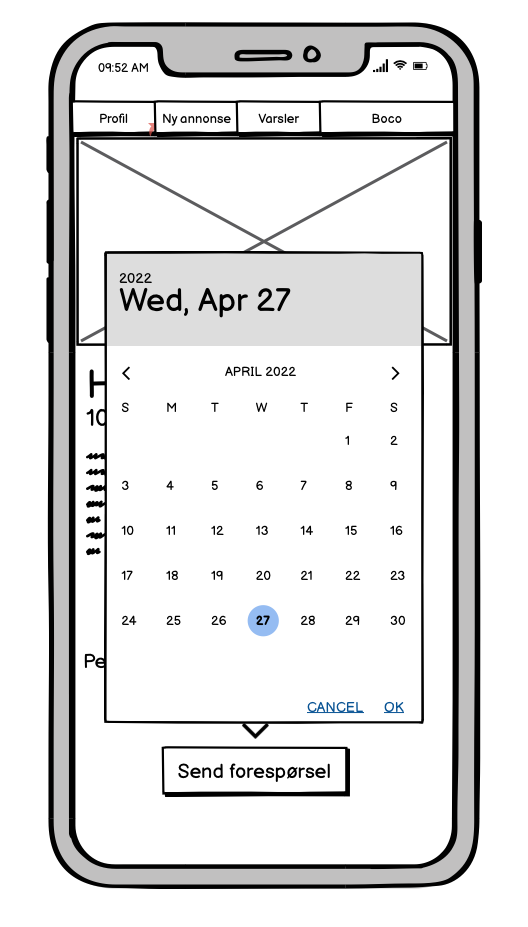 09:52 AM
Profil Ny annonse Varsler Boco
2022
Wed, Apr 27
APRIL 2022
S M T W T F S
1 2
3 4 5 6 7 8 9
10 11 12 13 14 15 16
17 18 19 20 21 22 23
24 25 26 27 28 29 30
CANCEL OK
Send forespørsel